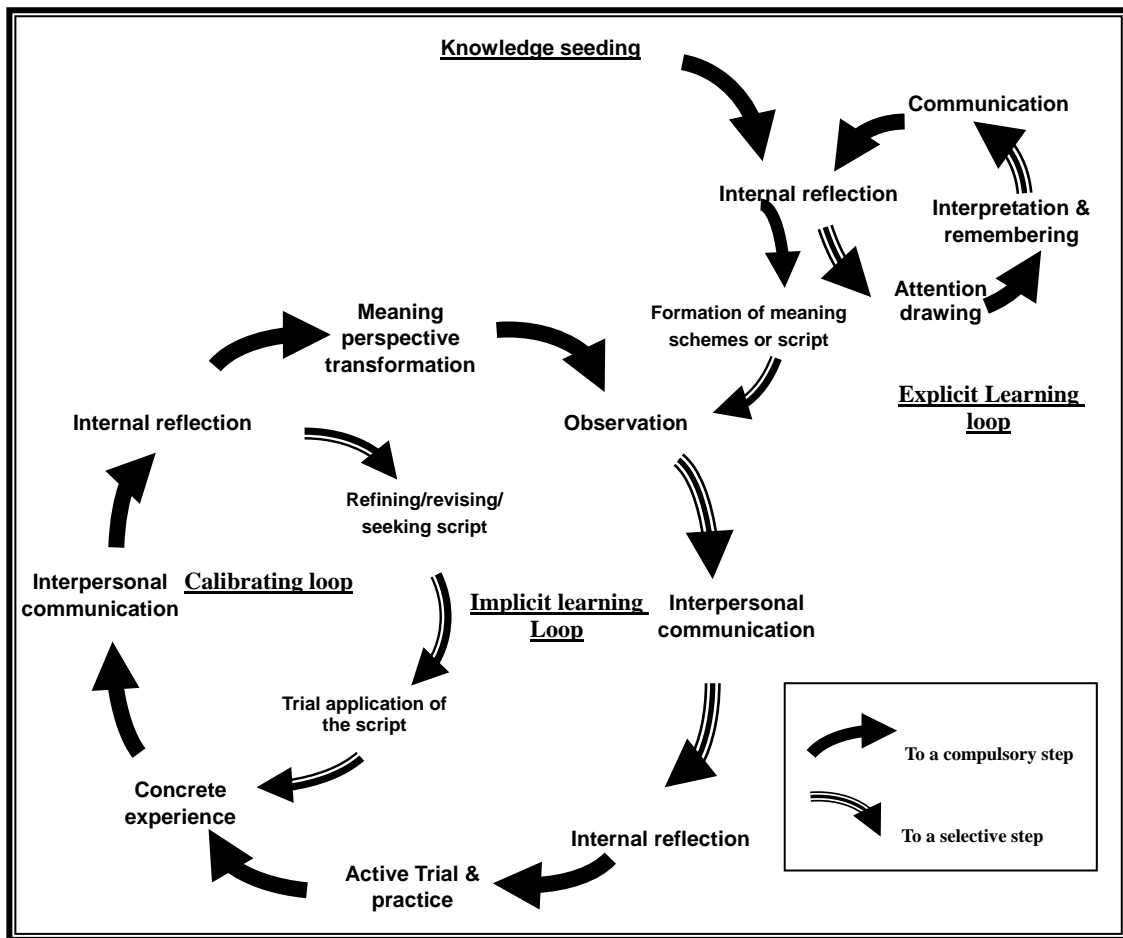 Knowledge seeding
Communication
Internal reflection
Interpretation &
remembering
Attention
drawing
Meaning
perspective
transformation
Formation of meaning
schemes or script
Explicit Learning
loop
Internal reflection
Observation
Refining/revising/
seeking script
Interpersonal
communication
Calibrating loop
Implicit learning
Loop
Interpersonal
communication
Trial application of
the script
To a compulsory step
Concrete
experience
To a selective step
Internal reflection
Active Trial &
practice